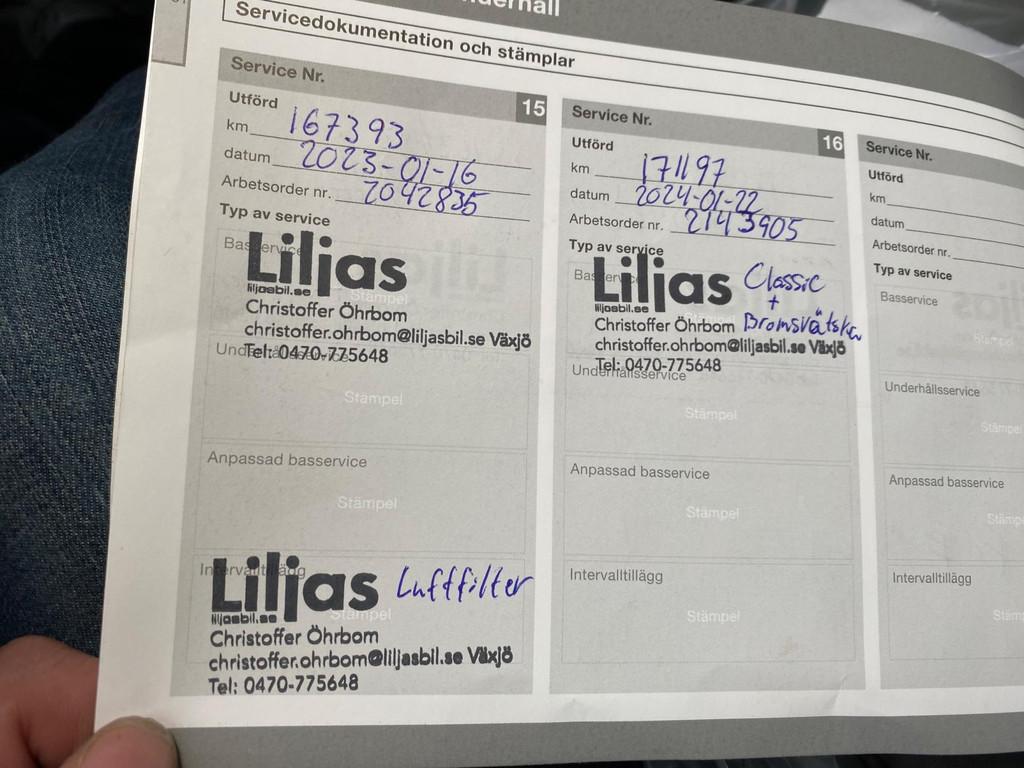 derhåll
Servicedokumentation och stämplar
Service Nr.
15
Utförd
km 167393
datum 2023-01-16
Arbetsorder nr. 2042835
Typ av service
Basservice
Liljas
Stämpel
liljasbil.se
Christoffer Öhrbom
christoffer.ohrbom@liljasbil.se Växjö
Underhållsservice
Tel: 0470-775648
Stämpel
Anpassad basservice
Stämpel
Intervalltillägg
Liljas Luftfilter
Stämpel
liljasbil.se
Christoffer Öhrbom
christoffer.ohrbom@liljasbil.se Växjö
Tel: 0470-775648
Service Nr.
16
Utförd
km 171197
datum 2024-01-22
Arbetsorder nr. 2143905
Typ av service
Basservice
Liljas Classic
+
Stämpel
liljasbil.se
Christoffer Öhrbom Bromsvätska
christoffer.ohrbom@liljasbil.se Växjö
Tel: 0470-775648
Underhållsservice
Stämpel
Anpassad basservice
Stämpel
Intervalltillägg
Stämpel
Service Nr.
Utförd
km
datum
Arbetsorder nr.
Typ av service
Basservice
Stämpel
Underhållsservice
Stämpe
Anpassad basservice
Stämp
Intervalltillägg
Stäm